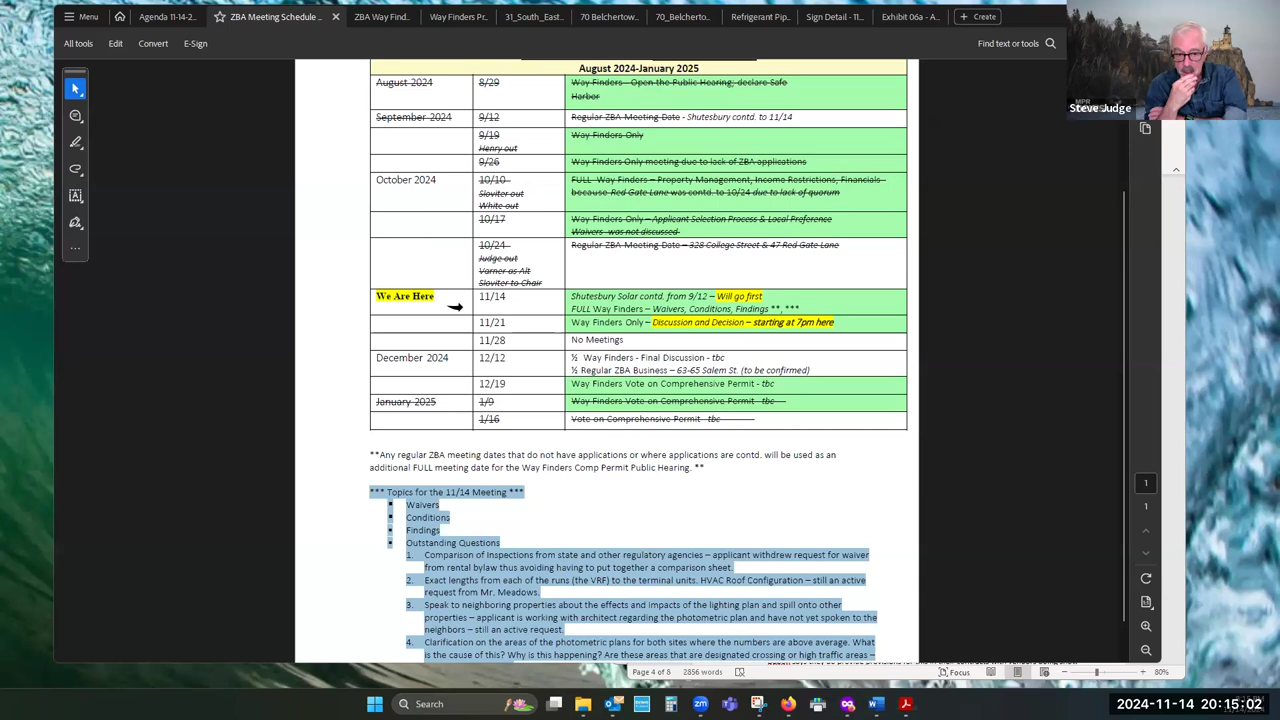 Menu
Agenda 11-14-2...
ZBA Meeting Schedule ...
ZBA Way Find...
Way Finders Pr...
31_South_East...
70 Belchertow...
70_Belcherto...
Refrigerant Pip...
Sign Detail - 11...
Exhibit 06a - A...
Create
All tools
Edit
Convert
E-Sign
Find text or tools
Steve Judge
August 2024-January 2025
August 2024 8/29 Way Finders - Open the Public Hearing; declare Safe
Harbor
September 2024 9/12 Regular ZBA Meeting Date - Shutesbury contd. to 11/14
9/19 Way Finders Only
Henry out
9/26 Way Finders Only meeting due to lack of ZBA applications
October 2024 10/10 FULL Way Finders – Property Management, Income Restrictions, Financials
Sloviter out because Red Gate Lane was contd. to 10/24 due to lack of quorum
White out
10/17 Way Finders Only – Applicant Selection Process & Local Preference
Waivers was not discussed
10/24 Regular ZBA Meeting Date – 328 College Street & 47 Red Gate Lane
Judge out
Varner as Alt
Sloviter to Chair
We Are Here 11/14 Shutesbury Solar contd. from 9/12 – Will go first
FULL Way Finders – Waivers, Conditions, Findings **, ***
11/21 Way Finders Only – Discussion and Decision – starting at 7pm here
11/28 No Meetings
December 2024 12/12 ½ Way Finders - Final Discussion - tbc
½ Regular ZBA Business – 63-65 Salem St. (to be confirmed)
12/19 Way Finders Vote on Comprehensive Permit - tbc
January 2025 1/9 Way Finders Vote on Comprehensive Permit - tbc
1/16 Vote on Comprehensive Permit - tbc
**Any regular ZBA meeting dates that do not have applications or where applications are contd. will be used as an
additional FULL meeting date for the Way Finders Comp Permit Public Hearing. **
*** Topics for the 11/14 Meeting ***
▪ Waivers
▪ Conditions
▪ Findings
▪ Outstanding Questions
1. Comparison of Inspections from state and other regulatory agencies – applicant withdrew request for waiver
from rental bylaw thus avoiding having to put together a comparison sheet.
2. Exact lengths from each of the runs (the VRF) to the terminal units. HVAC Roof Configuration – still an active
request from Mr. Meadows.
3. Speak to neighboring properties about the effects and impacts of the lighting plan and spill onto other
properties – applicant is working with architect regarding the photometric plan and have not yet spoken to the
neighbors – still an active request.
4. Clarification on the areas of the photometric plans for both sites where the numbers are above average. What
is the cause of this? Why is this happening? Are these areas that are designated crossing or high traffic areas –
1
1
Page 4 of 8 2856 words
Focus
80%
Search
2024-11-14 20:15:02